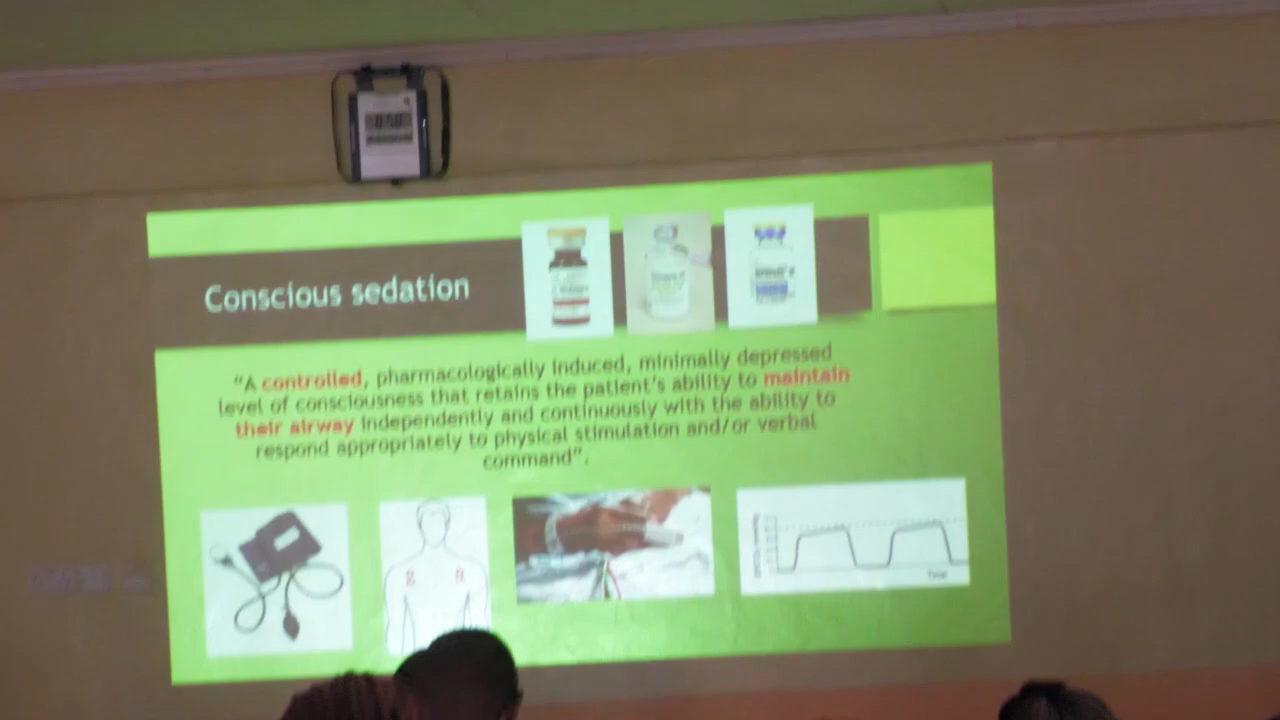 Conscious sedation
"A controlled, pharmacologically induced, minimally depressed
level of consciousness that retains the patient's ability to maintain
their airway independently and continuously with the ability to
respond appropriately to physical stimulation and/or verbal
command".
Time